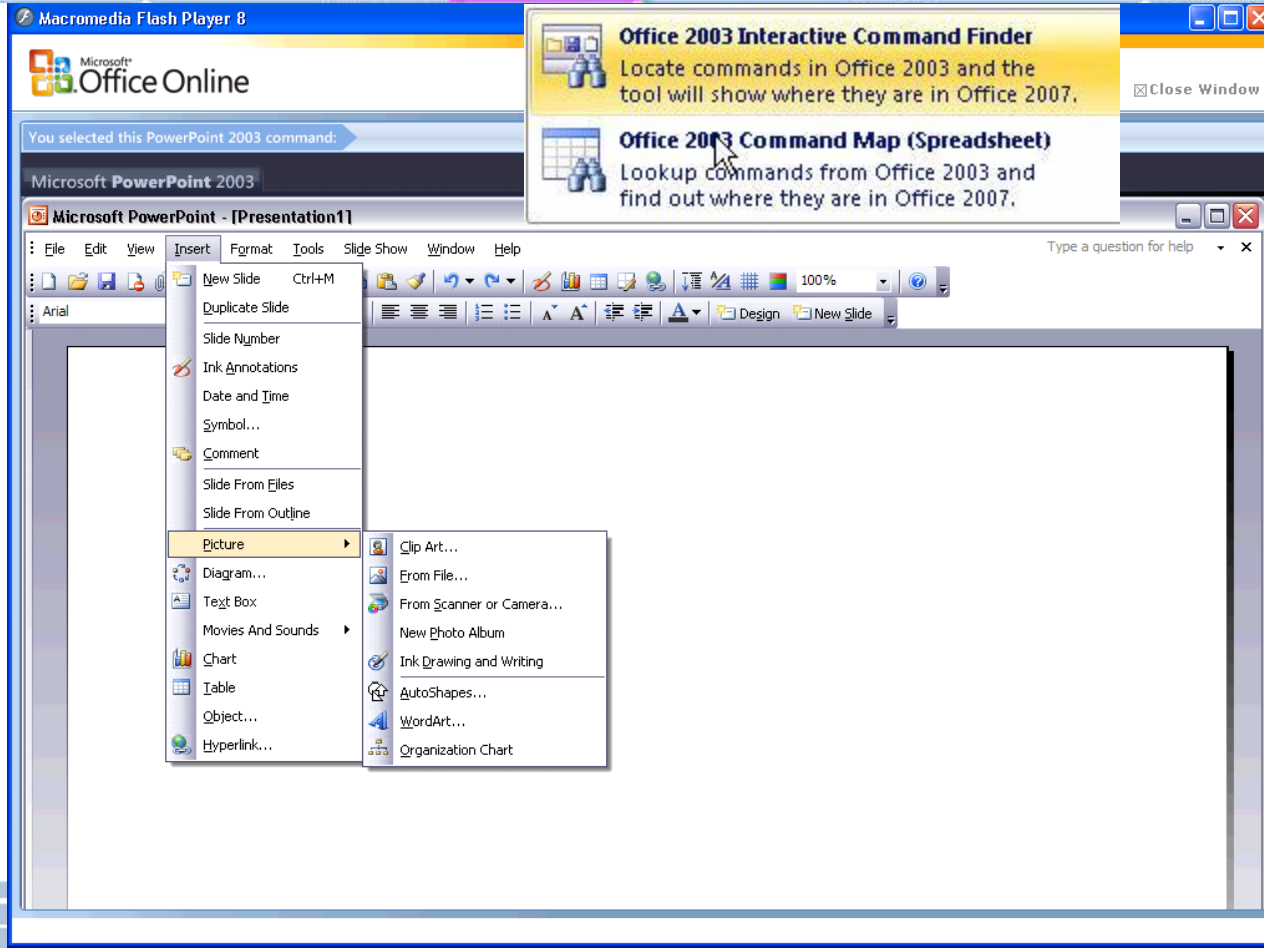 Macromedia Flash Player 8
Office 2003 Interactive Command Finder
Locate commands in Office 2003 and the
tool will show where they are in Office 2007.
Office 2003 Command Map (Spreadsheet)
Lookup commands from Office 2003 and
find out where they are in Office 2007.
Microsoft®
Office Online
Close Window
You selected this PowerPoint 2003 command:
Microsoft PowerPoint 2003
Microsoft PowerPoint - [Presentation1]
File Edit View Insert Format Tools Slide Show Window Help Type a question for help
100%
Arial Design New Slide
New Slide Ctrl+M
Duplicate Slide
Slide Number
Ink Annotations
Date and Time
Symbol...
Comment
Slide From Files
Slide From Outline
Picture
Diagram...
Text Box
Movies And Sounds
Chart
Table
Object...
Hyperlink...
Clip Art...
From File...
From Scanner or Camera...
New Photo Album
Ink Drawing and Writing
AutoShapes...
WordArt...
Organization Chart